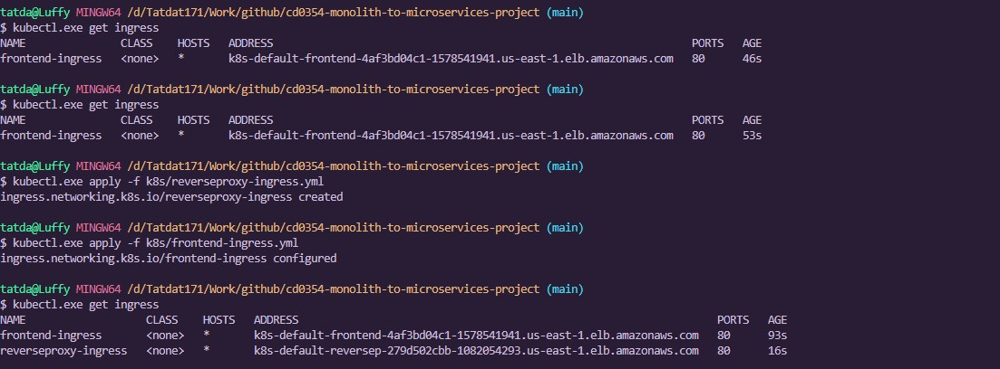 tatda@Luffy MINGW64 /d/Tatdat171/Work/github/cd0354-monolith-to-microservices-project (main)
$ kubectl.exe get ingress
NAME CLASS HOSTS ADDRESS PORTS AGE
frontend-ingress <none> * k8s-default-frontend-4af3bd04c1-1578541941.us-east-1.elb.amazonaws.com 80 46s
tatda@Luffy MINGW64 /d/Tatdat171/Work/github/cd0354-monolith-to-microservices-project (main)
$ kubectl.exe get ingress
NAME CLASS HOSTS ADDRESS PORTS AGE
frontend-ingress <none> * k8s-default-frontend-4af3bd04c1-1578541941.us-east-1.elb.amazonaws.com 80 53s
tatda@Luffy MINGW64 /d/Tatdat171/Work/github/cd0354-monolith-to-microservices-project (main)
$ kubectl.exe apply -f k8s/reverseproxy-ingress.yml
ingress.networking.k8s.io/reverseproxy-ingress created
tatda@Luffy MINGW64 /d/Tatdat171/Work/github/cd0354-monolith-to-microservices-project (main)
$ kubectl.exe apply -f k8s/frontend-ingress.yml
ingress.networking.k8s.io/frontend-ingress configured
tatda@Luffy MINGW64 /d/Tatdat171/Work/github/cd0354-monolith-to-microservices-project (main)
$ kubectl.exe get ingress
NAME CLASS HOSTS ADDRESS PORTS AGE
frontend-ingress <none> * k8s-default-frontend-4af3bd04c1-1578541941.us-east-1.elb.amazonaws.com 80 93s
reverseproxy-ingress <none> * k8s-default-reversep-279d502cbb-1082054293.us-east-1.elb.amazonaws.com 80 16s